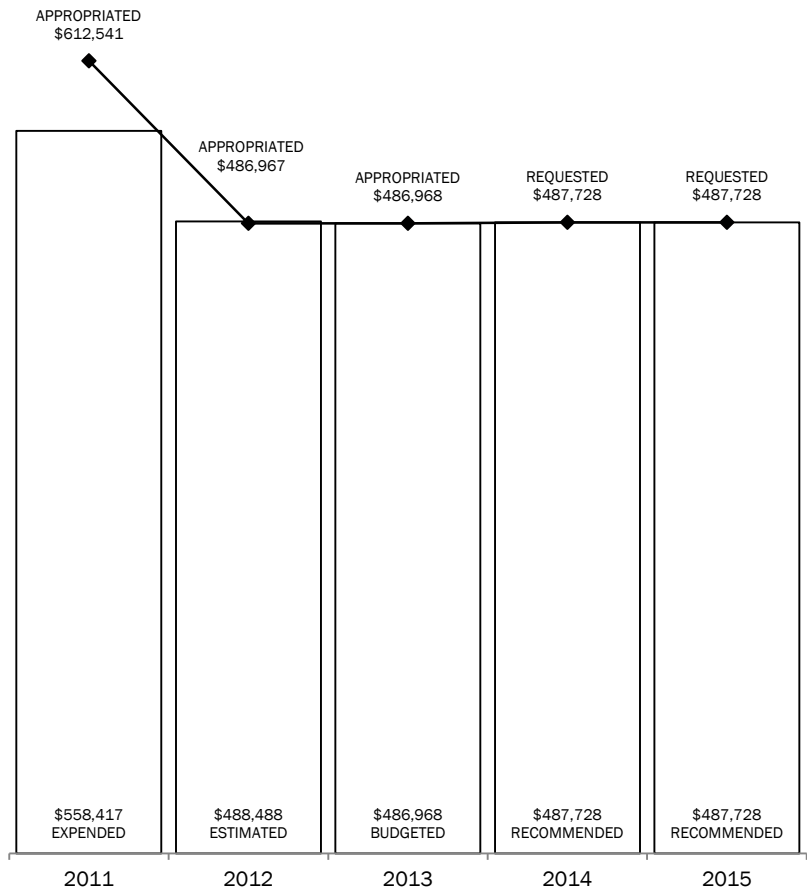 APPROPRIATED
$612,541
APPROPRIATED
$486,967
APPROPRIATED
$486,968
REQUESTED
$487,728
REQUESTED
$487,728
$558,417
EXPENDED
$488,488
ESTIMATED
$486,968
BUDGETED
$487,728
RECOMMENDED
$487,728
RECOMMENDED
2011
2012
2013
2014
2015